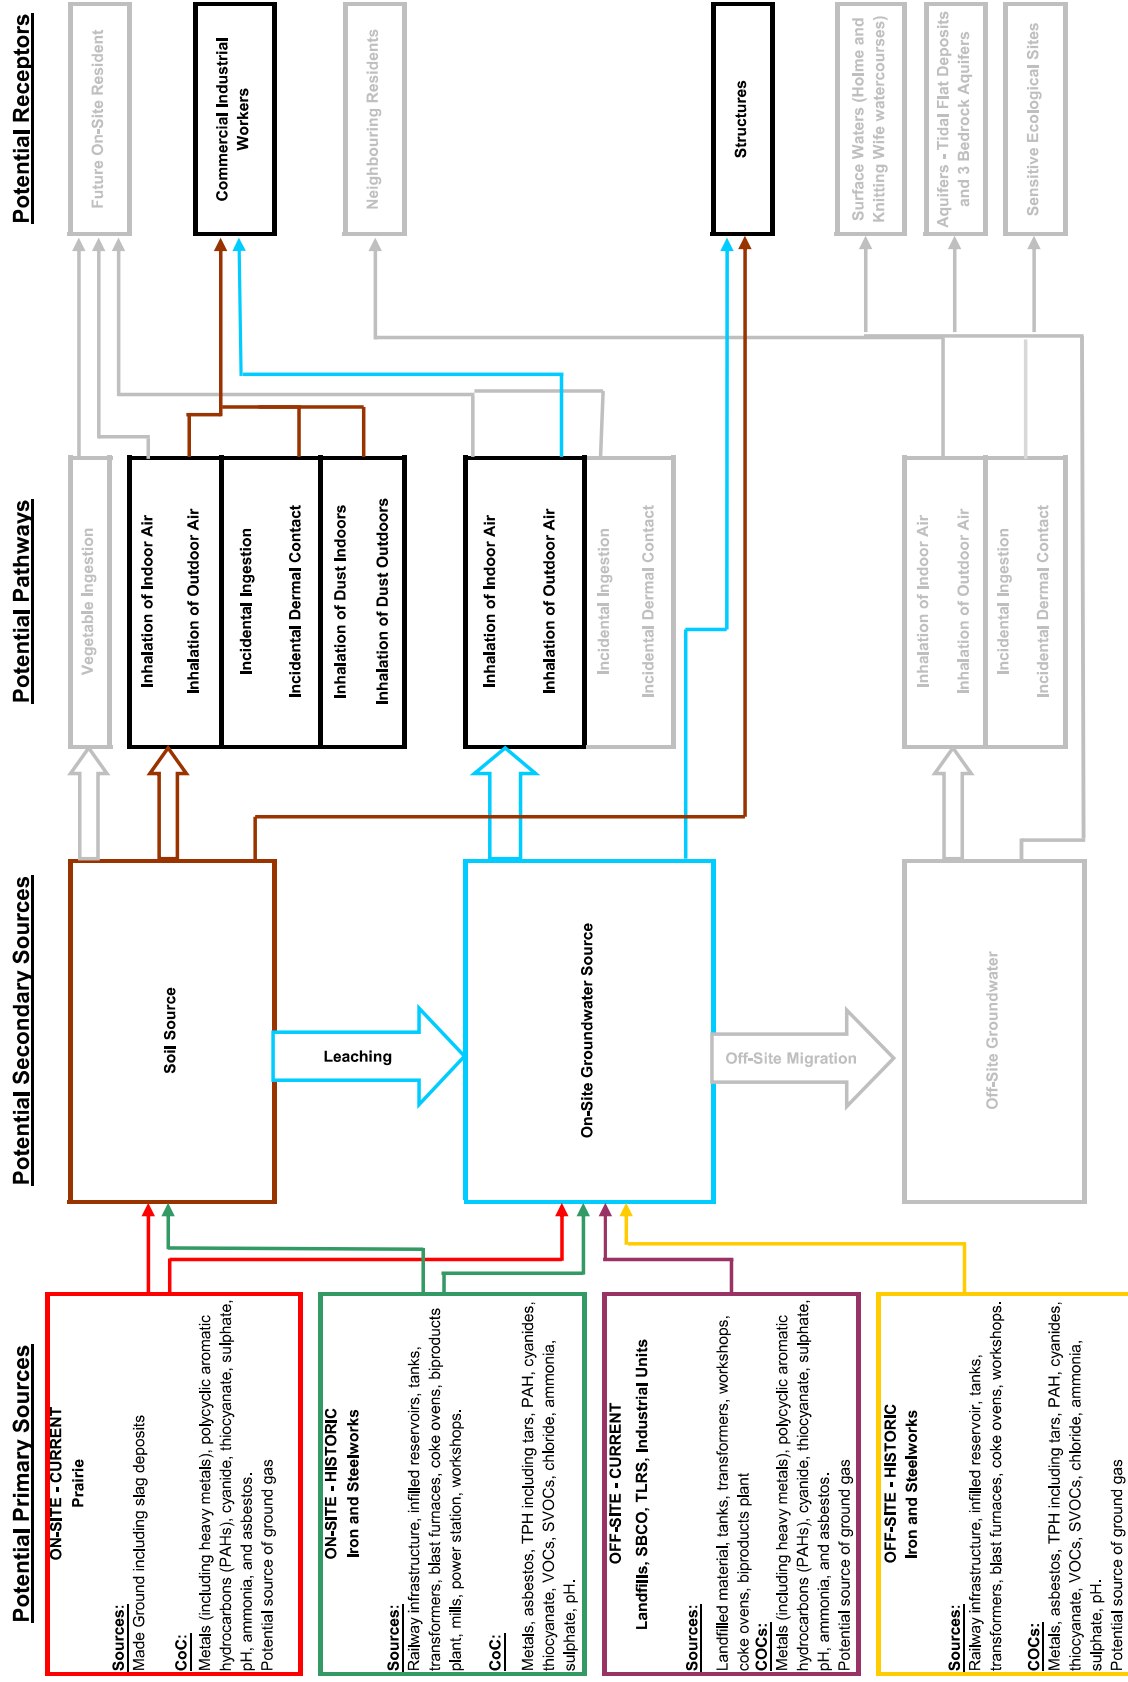 Potential Primary Sources
ON-SITE - CURRENT
Prairie
Sources:
Made Ground including slag deposits
CoC:
Metals (including heavy metals), polycyclic aromatic
hydrocarbons (PAHs), cyanide, thiocyanate, sulphate,
pH, ammonia, and asbestos.
Potential source of ground gas
ON-SITE - HISTORIC
Iron and Steelworks
Sources:
Railway infrastructure, infilled reservoirs, tanks,
transformers, blast furnaces, coke ovens, biproducts
plant, mills, power station, workshops.
CoC:
Metals, asbestos, TPH including tars, PAH, cyanides,
thiocyanate, VOCs, SVOCs, chloride, ammonia,
sulphate, pH.
OFF-SITE - CURRENT
Landfills, SBCO, TLRS, Industrial Units
Sources:
Landfilled material, tanks, transformers, workshops,
coke ovens, biproducts plant
COCs:
Metals (including heavy metals), polycyclic aromatic
hydrocarbons (PAHs), cyanide, thiocyanate, sulphate,
pH, ammonia, and asbestos.
Potential source of ground gas
OFF-SITE - HISTORIC
Iron and Steelworks
Sources:
Railway infrastructure, infilled reservoir, tanks,
transformers, blast furnaces, coke ovens, workshops.
COCs:
Metals, asbestos, TPH including tars, PAH, cyanides,
thiocyanate, VOCs, SVOCs, chloride, ammonia,
sulphate, pH.
Potential source of ground gas
Potential Secondary Sources
Soil Source
Leaching
On-Site Groundwater Source
Off-Site Migration
Off-Site Groundwater
Potential Pathways
Vegetable Ingestion
Inhalation of Indoor Air
Inhalation of Outdoor Air
Incidental Ingestion
Incidental Dermal Contact
Inhalation of Dust Indoors
Inhalation of Dust Outdoors
Inhalation of Indoor Air
Inhalation of Outdoor Air
Incidental Ingestion
Incidental Dermal Contact
Inhalation of Indoor Air
Inhalation of Outdoor Air
Incidental Ingestion
Incidental Dermal Contact
Potential Receptors
Future On-Site Resident
Commercial Industrial
Workers
Neighbouring Residents
Structures
Surface Waters (Holme and
Knitting Wife watercourses)
Aquifers - Tidal Flat Deposits
and 3 Bedrock Aquifers
Sensitive Ecological Sites